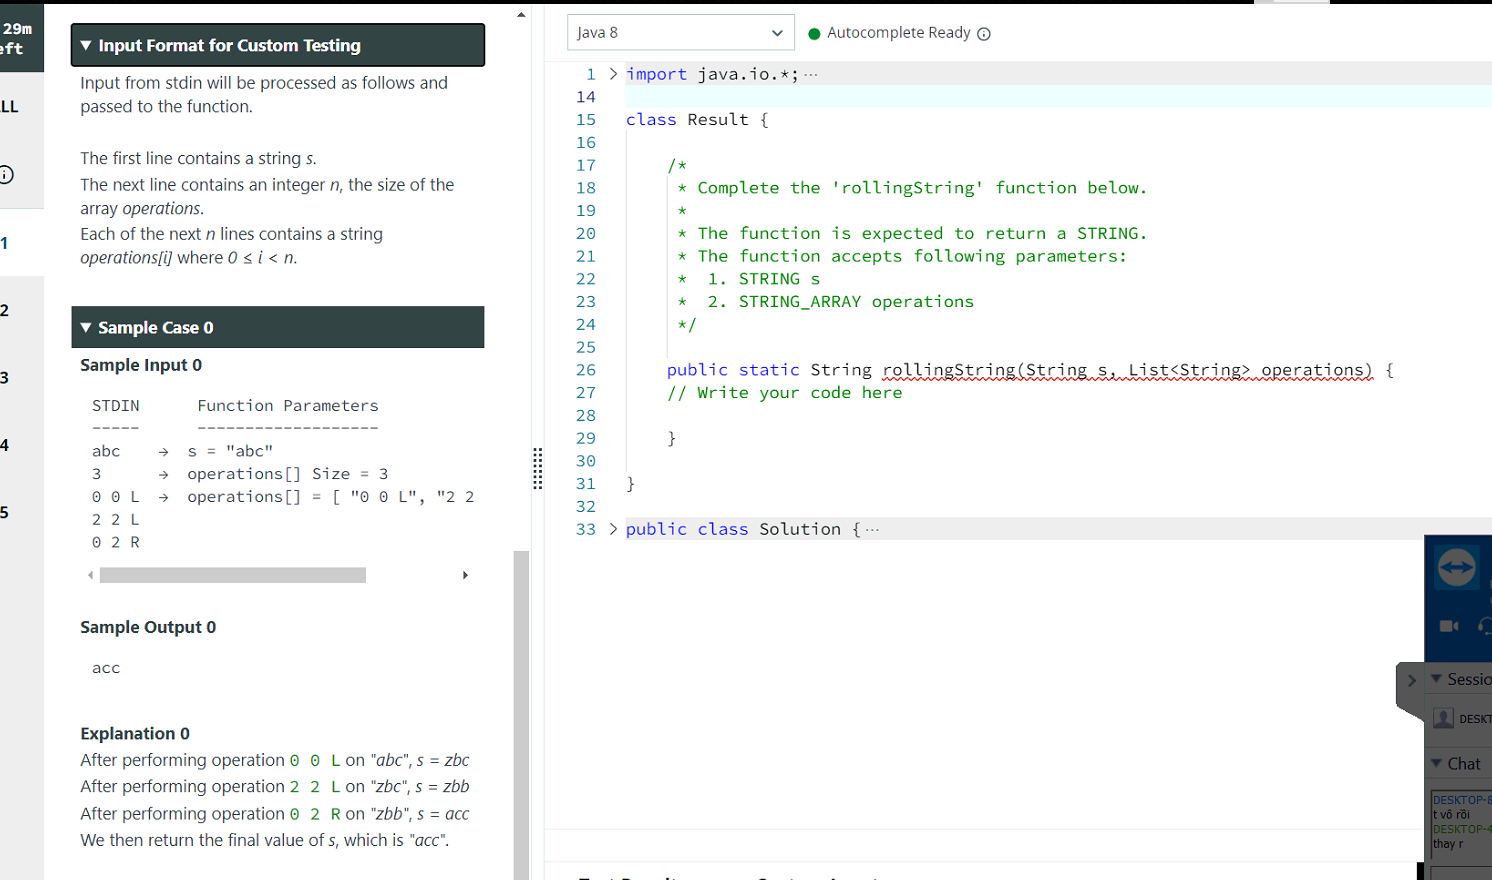 29m
eft
LL
1
2
3
4
5
▼ Input Format for Custom Testing
Input from stdin will be processed as follows and
passed to the function.
The first line contains a string s.
The next line contains an integer n, the size of the
array operations.
Each of the next n lines contains a string
operations[i] where 0 ≤ i < n.
▼ Sample Case 0
Sample Input 0
STDIN Function Parameters
----- -------------------
abc → s = "abc"
3 → operations[] Size = 3
0 0 L → operations[] = [ "0 0 L", "2 2
2 2 L
0 2 R
Sample Output 0
acc
Explanation 0
After performing operation 0 0 L on "abc", s = zbc
After performing operation 2 2 L on "zbc", s = zbb
After performing operation 0 2 R on "zbb", s = acc
We then return the final value of s, which is "acc".
Java 8
Autocomplete Ready
1 > import java.io.*; ...
14
15 class Result {
16
17 /*
18 * Complete the 'rollingString' function below.
19 *
20 * The function is expected to return a STRING.
21 * The function accepts following parameters:
22 * 1. STRING s
23 * 2. STRING_ARRAY operations
24 */
25
26 public static String rollingString(String s, List<String> operations) {
27 // Write your code here
28
29 }
30
31 }
32
33 > public class Solution { ...
Sessio
DESKT
Chat
DESKTOP-8
t vô rồi
DESKTOP-4
thay r